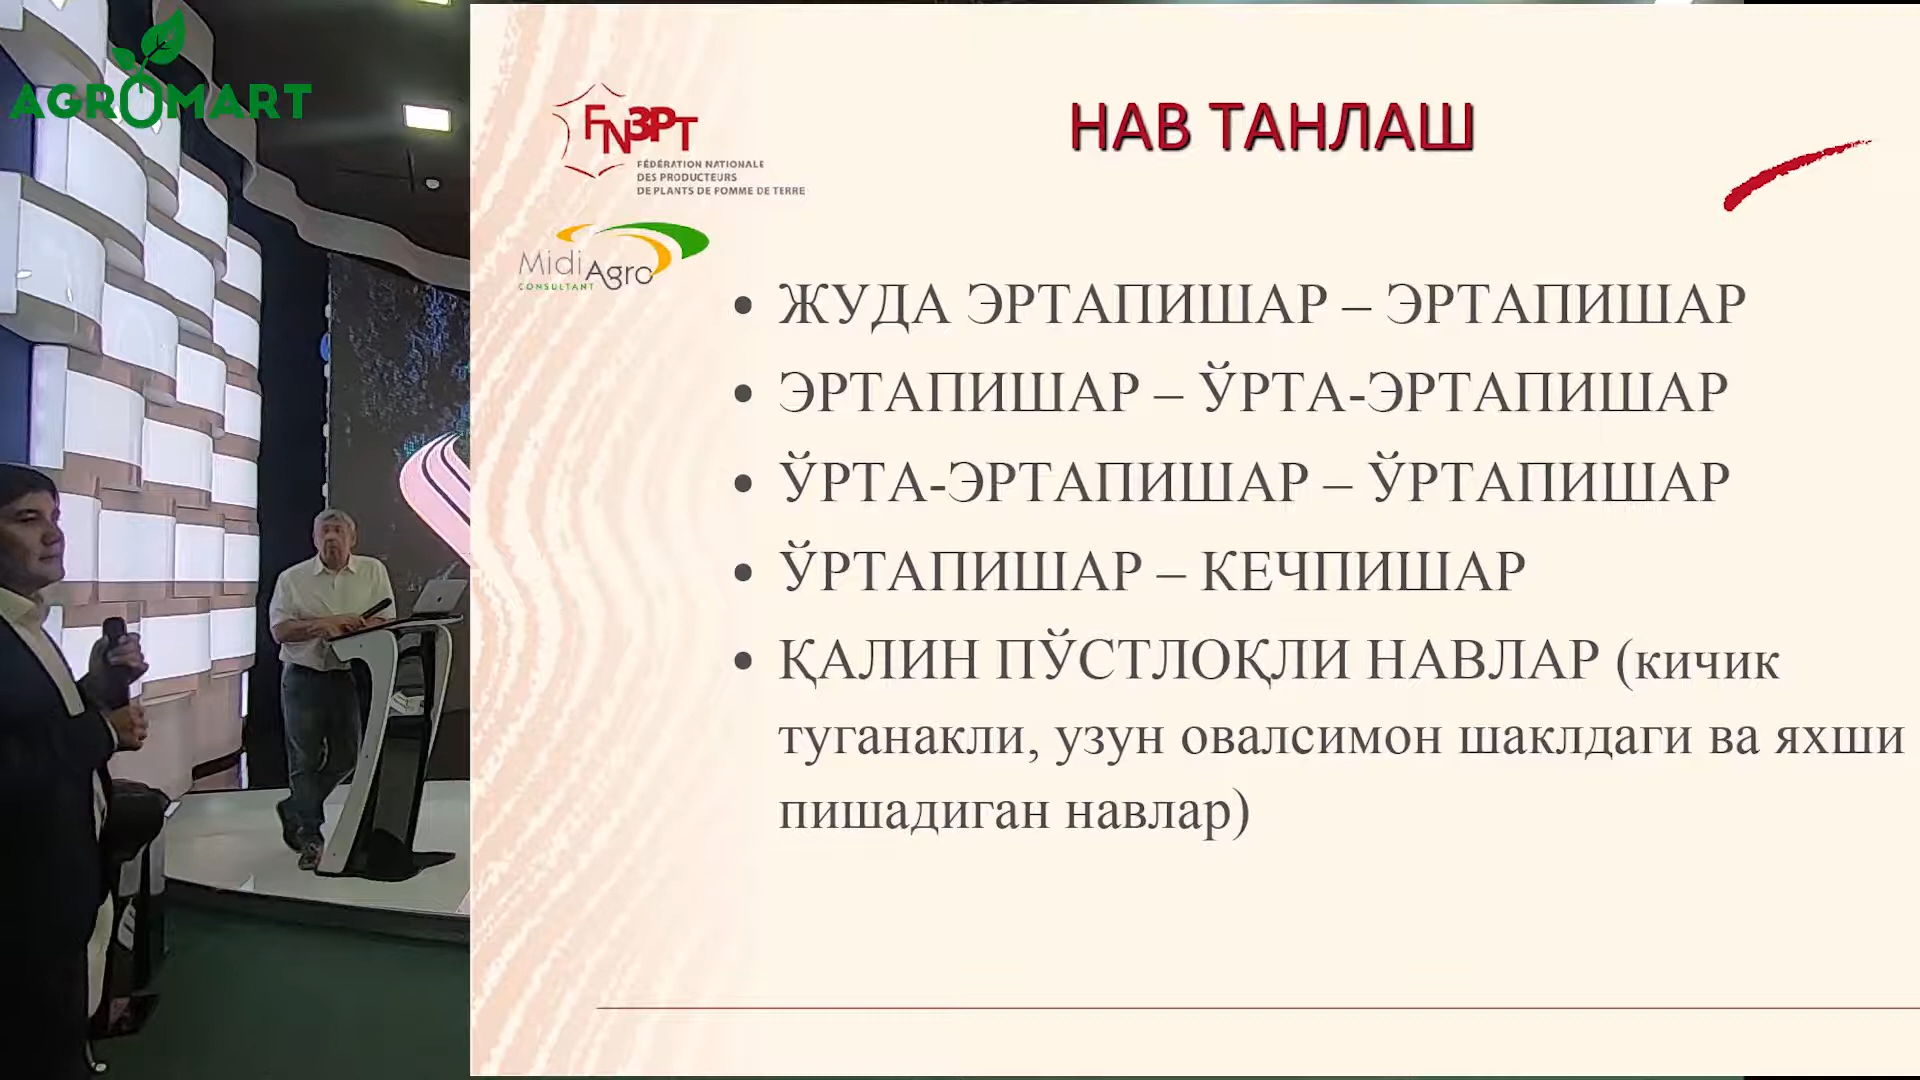 AGROMART
FN3PT
FÉDÉRATION NATIONALE
DES PRODUCTEURS
DE PLANTS DE POMME DE TERRE
Midi Agro
CONSULTANT
НАВ ТАНЛАШ
• ЖУДА ЭРТАПИШАР – ЭРТАПИШАР
• ЭРТАПИШАР – ЎРТА-ЭРТАПИШАР
• ЎРТА-ЭРТАПИШАР – ЎРТАПИШАР
• ЎРТАПИШАР – КЕЧПИШАР
• ҚАЛИН ПЎСТЛОҚЛИ НАВЛАР (кичик
туганакли, узун овалсимон шаклдаги ва яхши
пишадиган навлар)